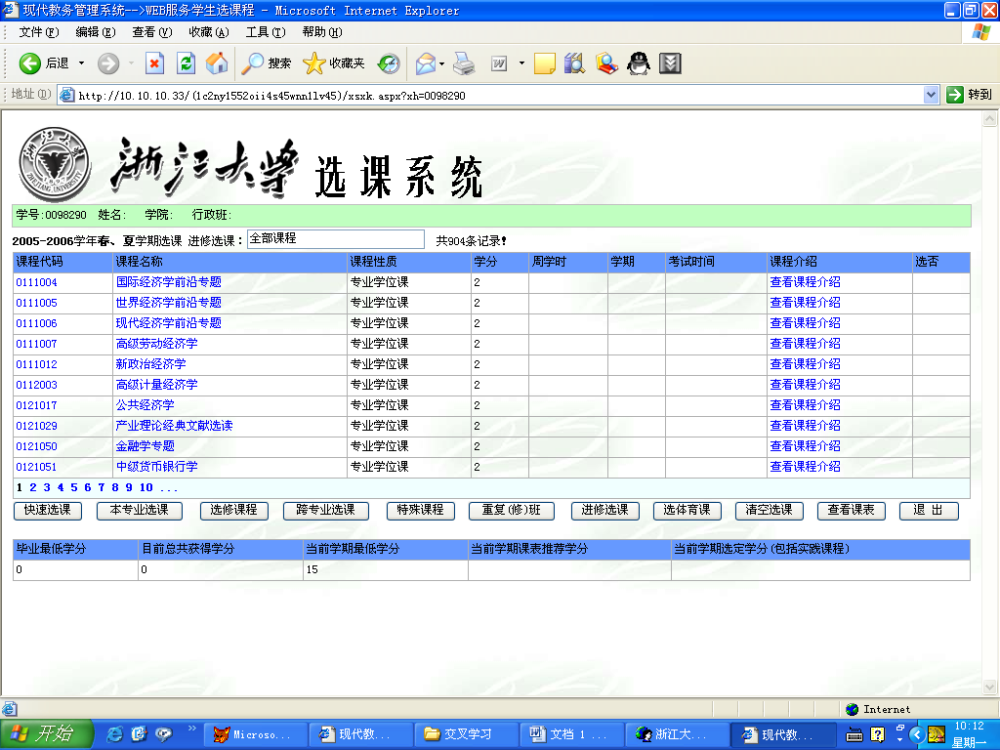 现代教务管理系统-->WEB服务学生选课程 - Microsoft Internet Explorer
文件(F) 编辑(E) 查看(V) 收藏(A) 工具(T) 帮助(H)
后退 搜索 收藏夹
地址(D) http://10.10.10.33/(1c2ny1552oii4s45wnn1lv45)/xsxk.aspx?xh=0098290 转到
浙江大学 选课系统
学号:0098290 姓名: 学院: 行政班:
2005-2006学年春、夏学期选课 进修选课: 全部课程 共904条记录!
课程代码 课程名称 课程性质 学分 周学时 学期 考试时间 课程介绍 选否
0111004 国际经济学前沿专题 专业学位课 2 查看课程介绍
0111005 世界经济学前沿专题 专业学位课 2 查看课程介绍
0111006 现代经济学前沿专题 专业学位课 2 查看课程介绍
0111007 高级劳动经济学 专业学位课 2 查看课程介绍
0111012 新政治经济学 专业学位课 2 查看课程介绍
0112003 高级计量经济学 专业学位课 2 查看课程介绍
0121017 公共经济学 专业学位课 2 查看课程介绍
0121029 产业理论经典文献选读 专业学位课 2 查看课程介绍
0121050 金融学专题 专业学位课 2 查看课程介绍
0121051 中级货币银行学 专业学位课 2 查看课程介绍
1 2 3 4 5 6 7 8 9 10 ...
快速选课 本专业选课 选修课程 跨专业选课 特殊课程 重复(修)班 进修选课 选体育课 清空选课 查看课表 退 出
毕业最低学分 目前总共获得学分 当前学期最低学分 当前学期课表推荐学分 当前学期选定学分(包括实践课程)
0 0 15
Internet
开始 Microso... 现代教... 交叉学习 文档 1 ... 浙江大... 现代教... 10:12
星期一